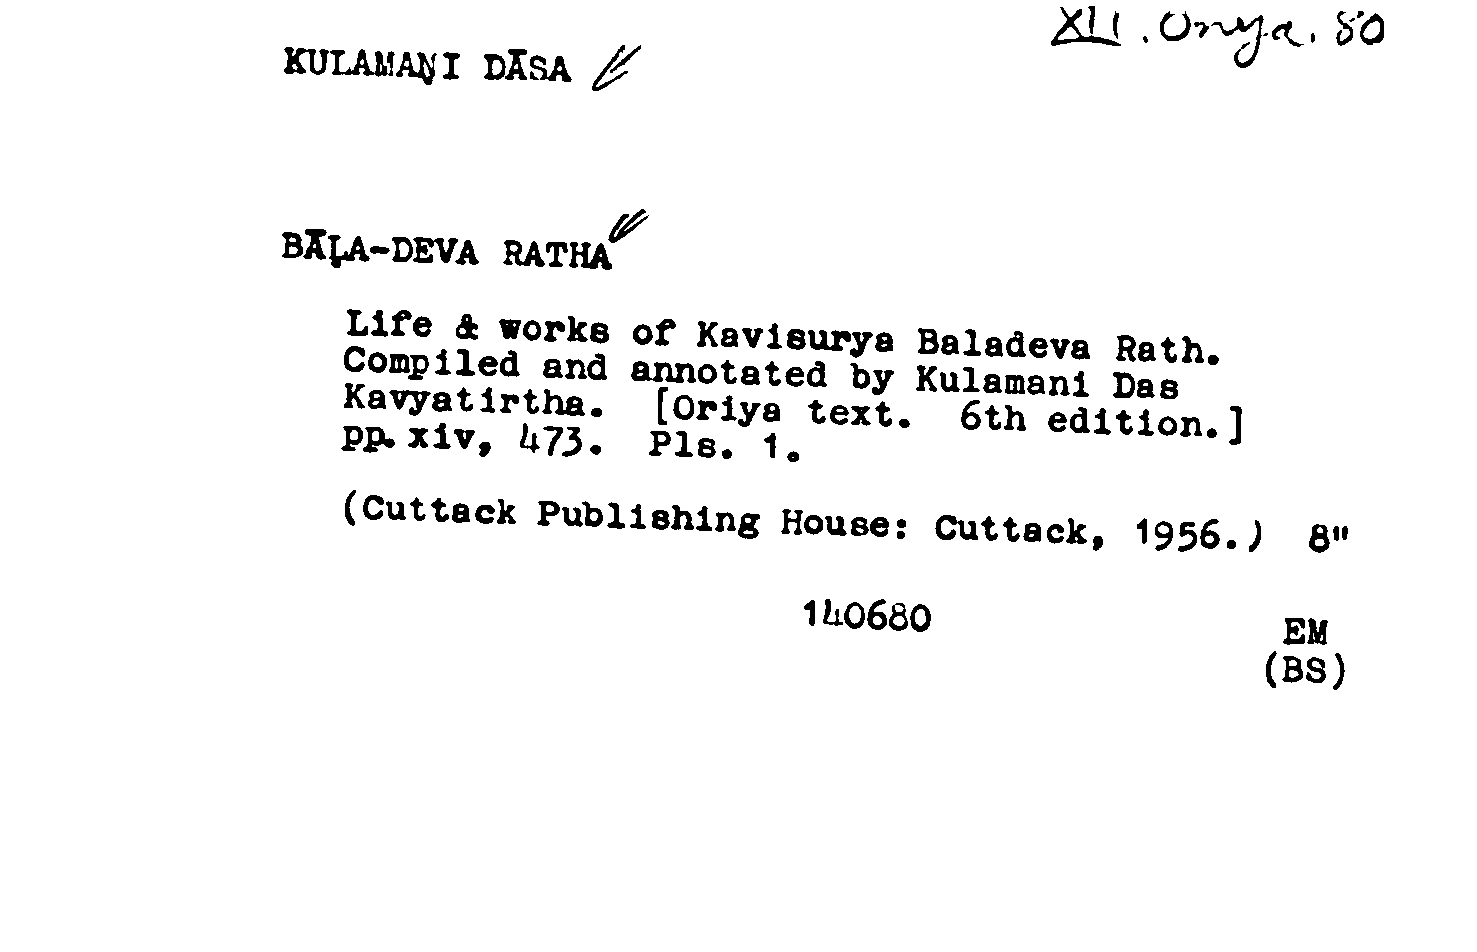 XLI. Oriya. 80
KULAMAṆI DĀSA
BĀḶA-DEVA RATHA
Life & works of Kavisurya Baladeva Rath.
Compiled and annotated by Kulamani Das
Kavyatirtha. [Oriya text. 6th edition.]
pp. xiv, 473. Pls. 1.
(Cuttack Publishing House: Cuttack, 1956.) 8"
140680
EM
(BS)